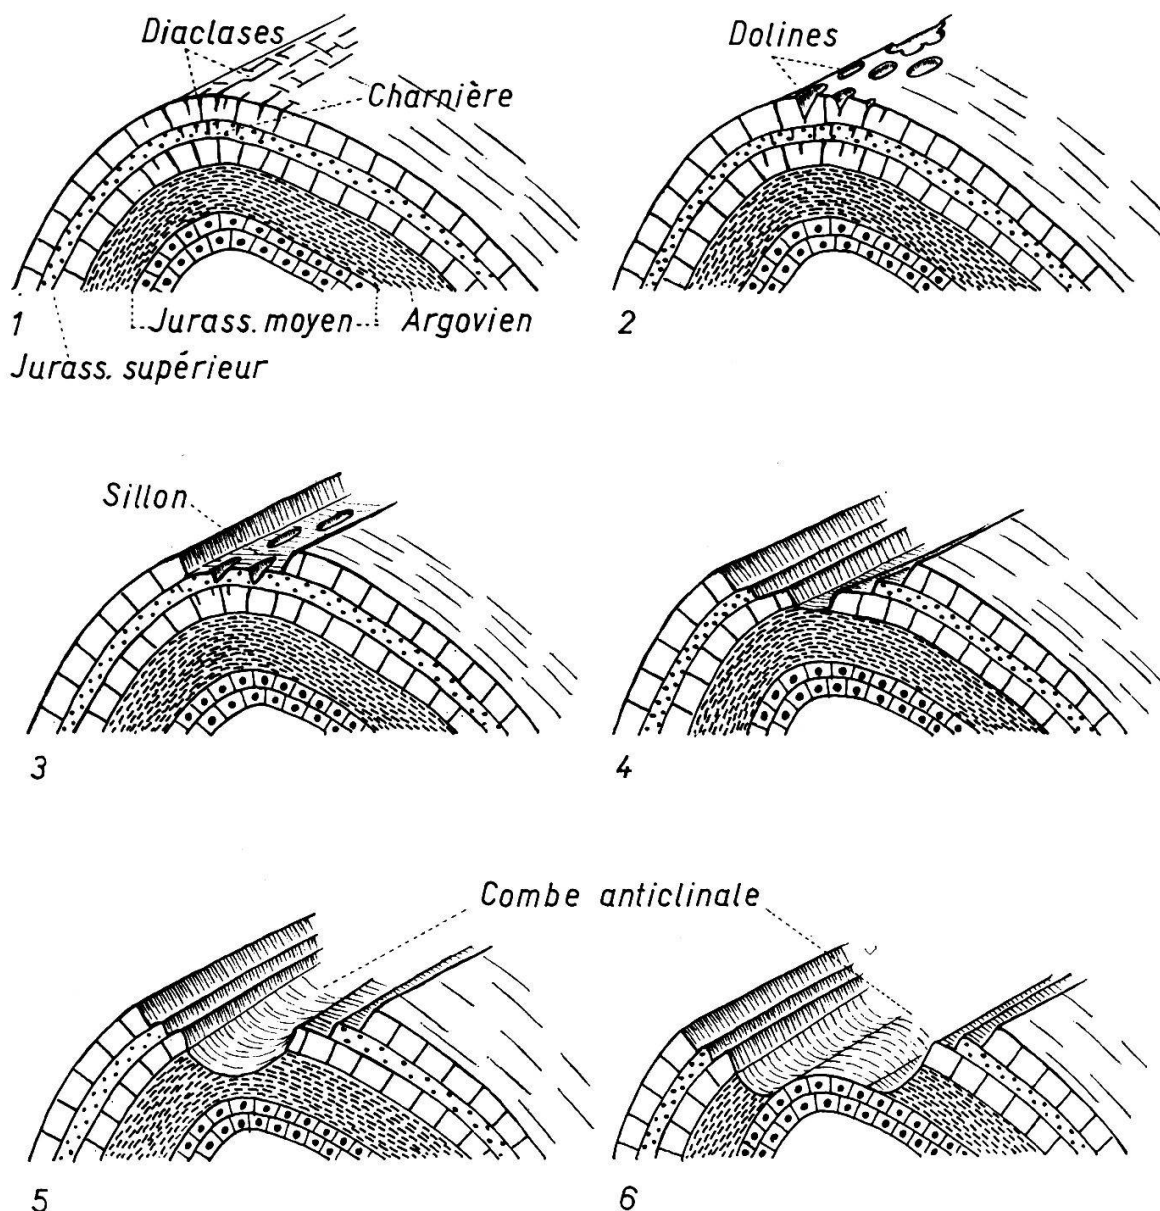 Diaclases
Charnière
Dolines
1
Jurass. moyen
Argovien
2
Jurass. supérieur
Sillon
3
4
Combe anticlinale
5
6